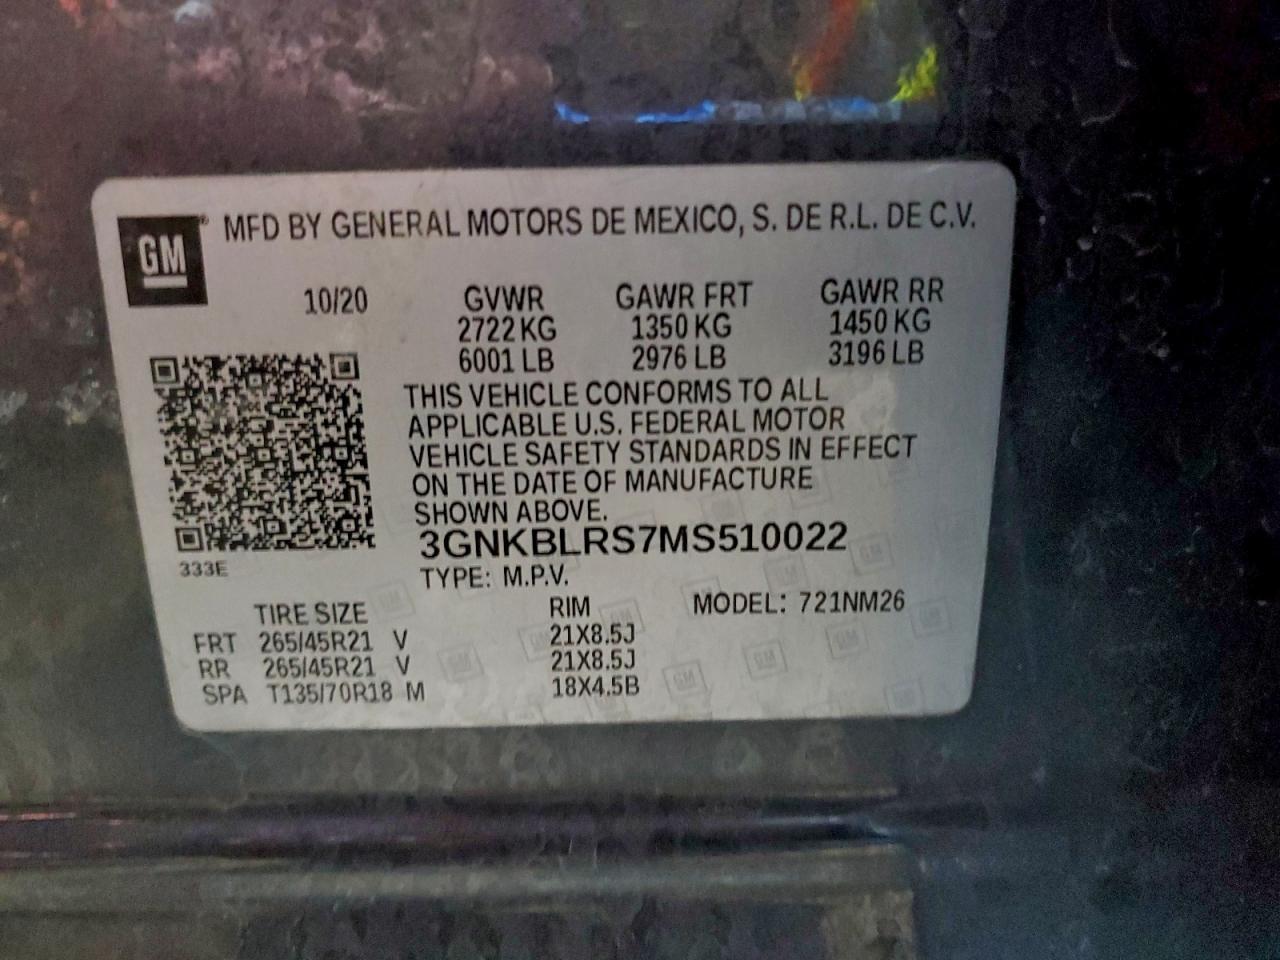 GM ® MFD BY GENERAL MOTORS DE MEXICO, S. DE R.L. DE C.V.
10/20 GVWR GAWR FRT GAWR RR
2722 KG 1350 KG 1450 KG
6001 LB 2976 LB 3196 LB
THIS VEHICLE CONFORMS TO ALL
APPLICABLE U.S. FEDERAL MOTOR
VEHICLE SAFETY STANDARDS IN EFFECT
ON THE DATE OF MANUFACTURE
SHOWN ABOVE.
3GNKBLRS7MS510022
333E
TYPE: M.P.V.
TIRE SIZE RIM MODEL: 721NM26
FRT 265/45R21 V 21X8.5J
RR 265/45R21 V 21X8.5J
SPA T135/70R18 M 18X4.5B